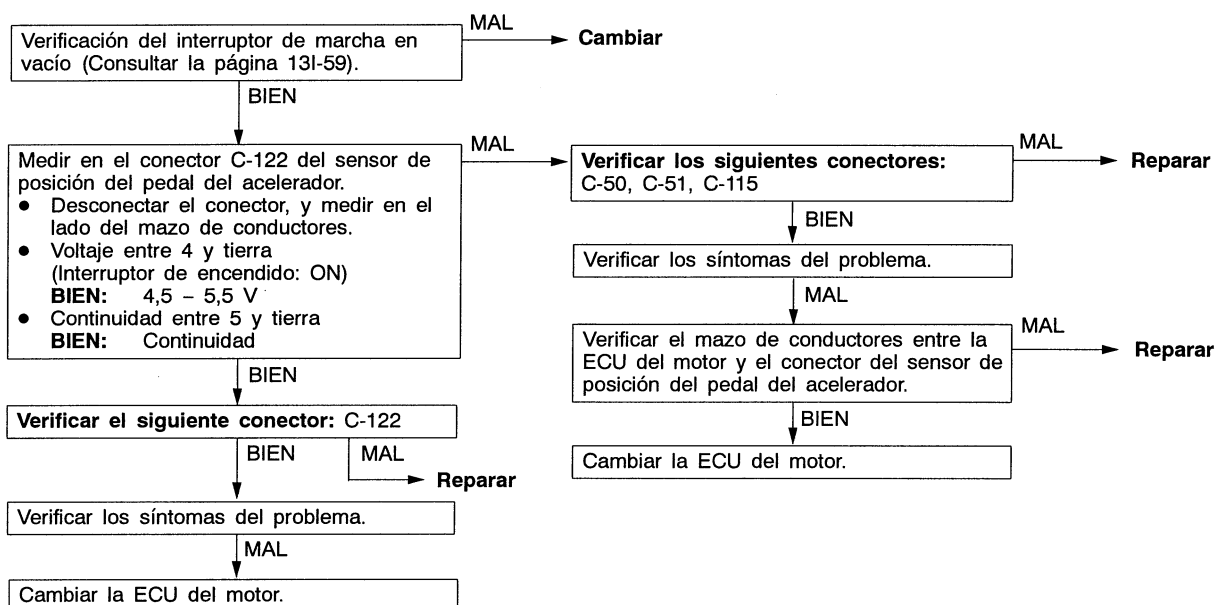 Verificación del interruptor de marcha en
vacío (Consultar la página 13I-59).
MAL
Cambiar
BIEN
Medir en el conector C-122 del sensor de
posición del pedal del acelerador.
● Desconectar el conector, y medir en el
lado del mazo de conductores.
● Voltaje entre 4 y tierra
(Interruptor de encendido: ON)
BIEN: 4,5 – 5,5 V
● Continuidad entre 5 y tierra
BIEN: Continuidad
MAL
BIEN
Verificar el siguiente conector: C-122
BIEN
MAL
Reparar
Verificar los síntomas del problema.
MAL
Cambiar la ECU del motor.
Verificar los siguientes conectores:
C-50, C-51, C-115
MAL
Reparar
BIEN
Verificar los síntomas del problema.
MAL
Verificar el mazo de conductores entre la
ECU del motor y el conector del sensor de
posición del pedal del acelerador.
MAL
Reparar
BIEN
Cambiar la ECU del motor.